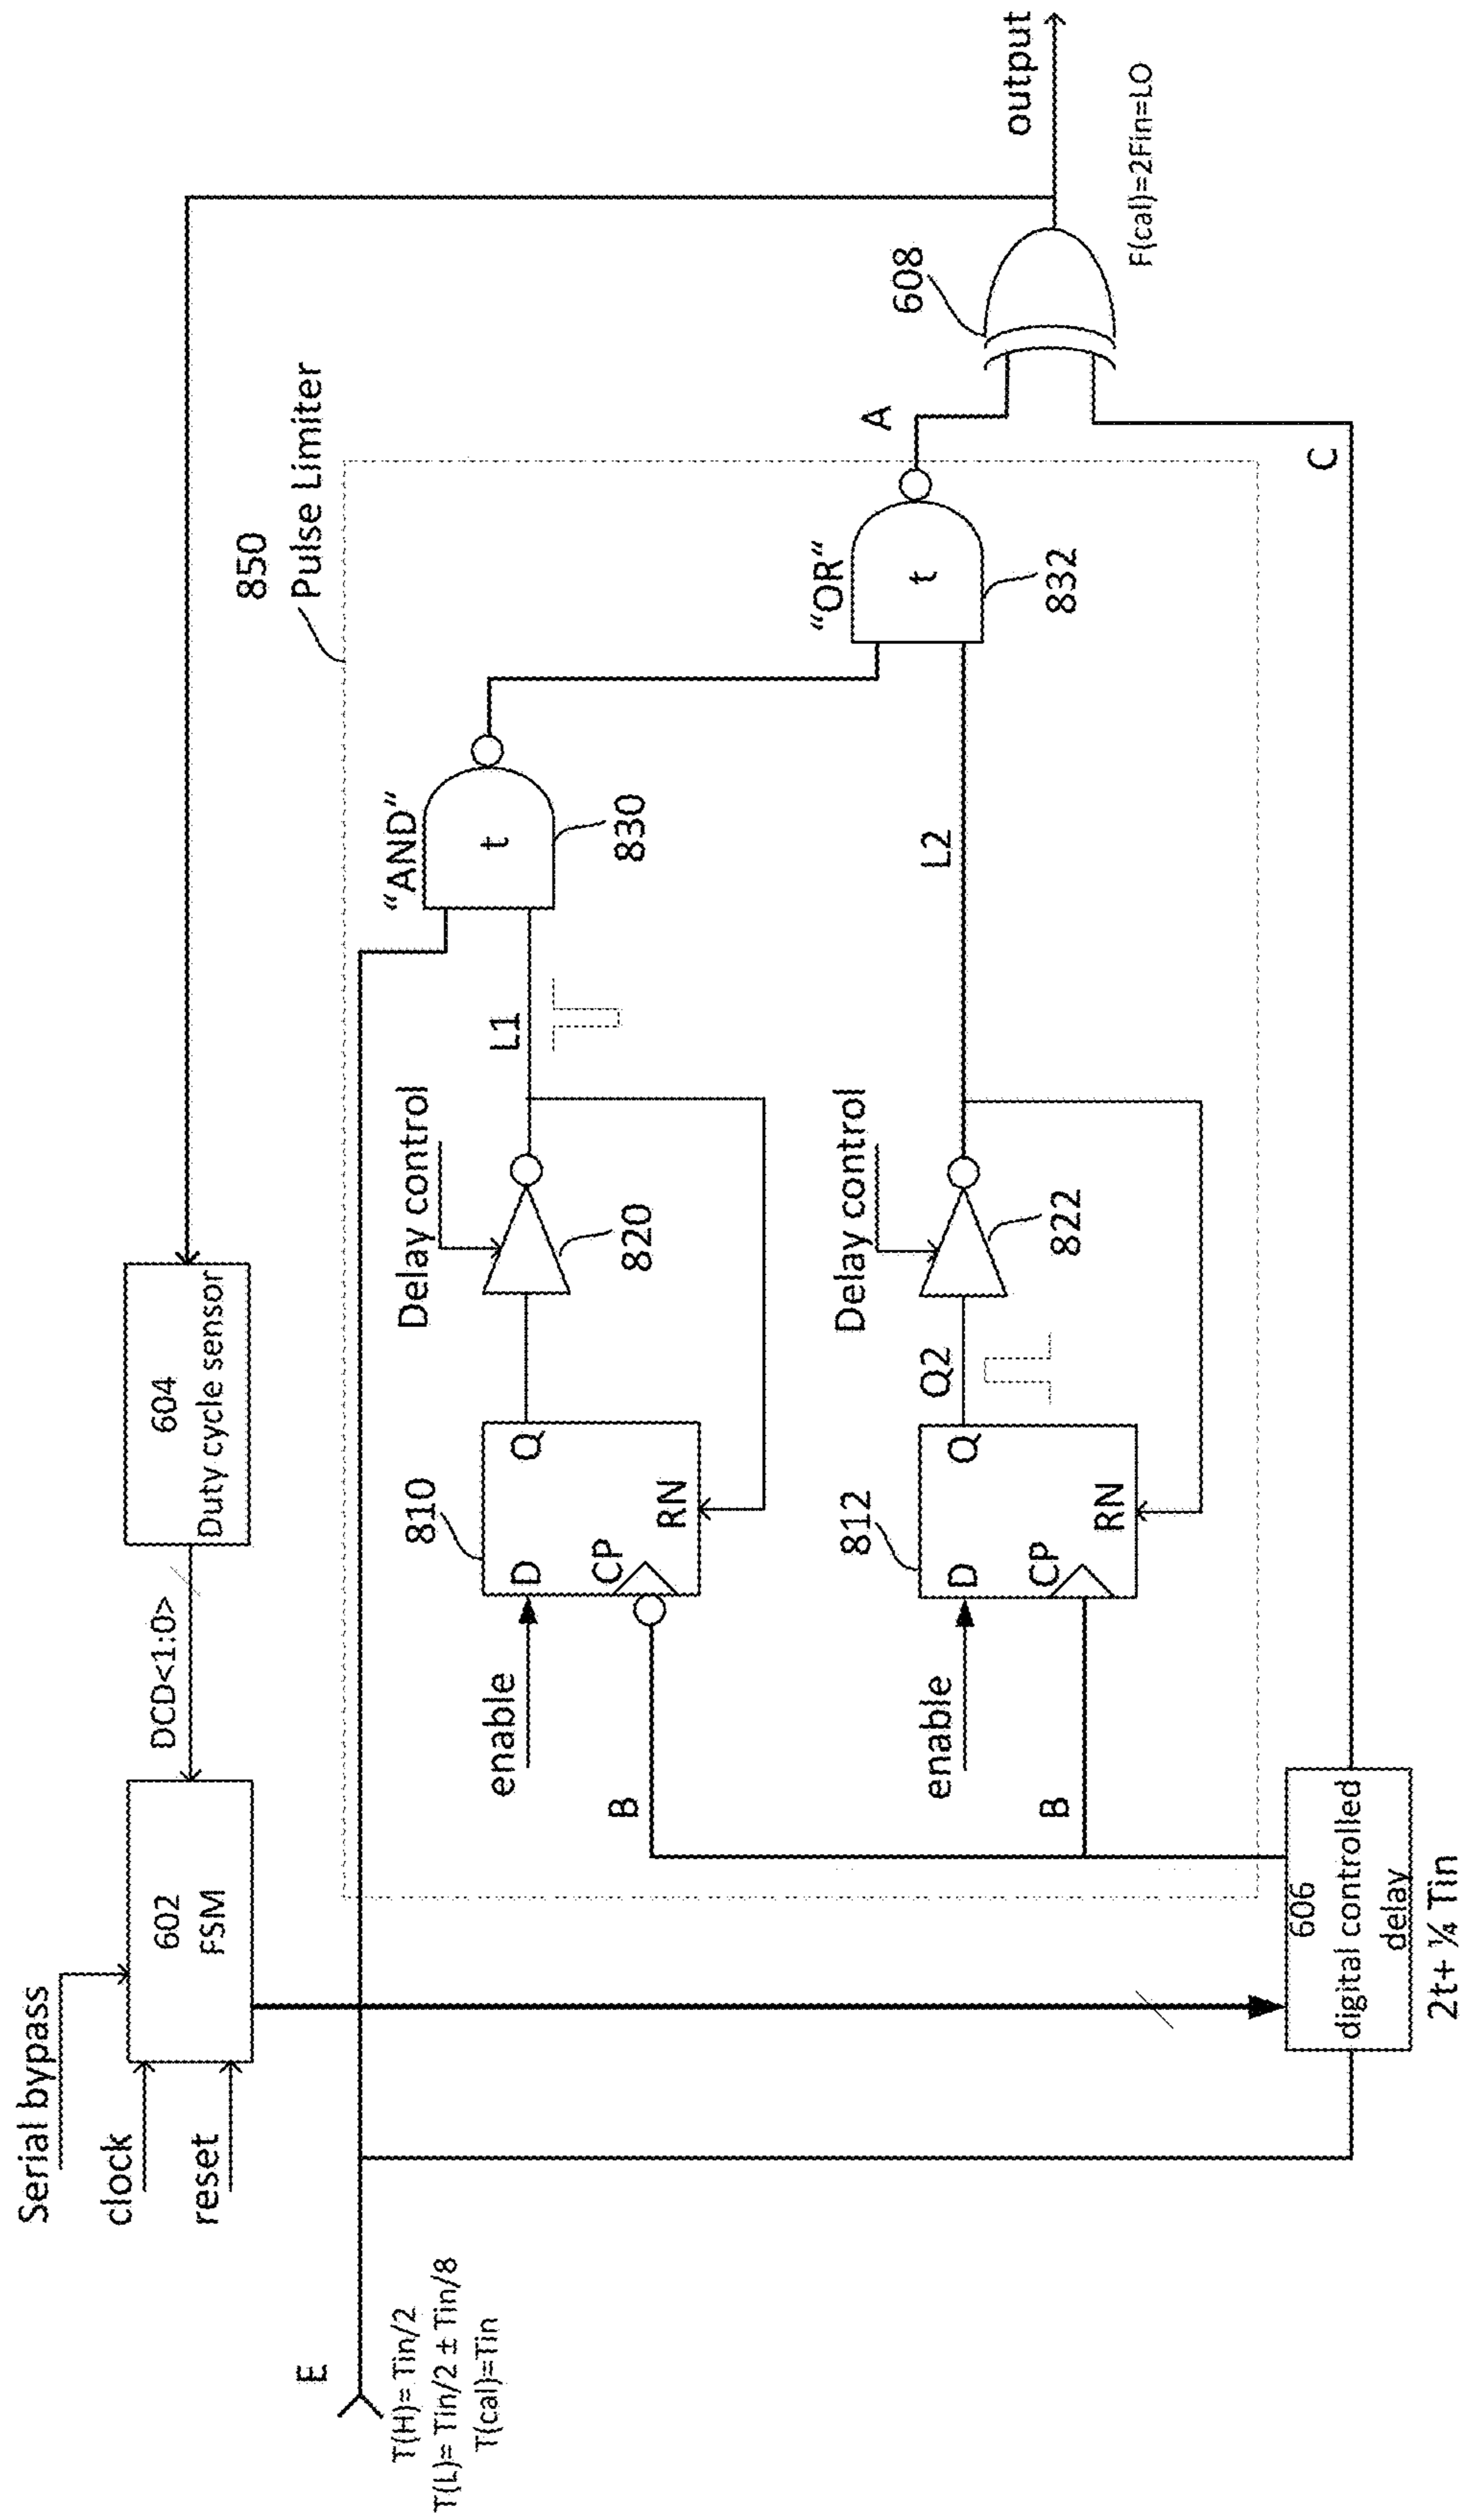 Serial bypass
clock
reset
602
FSM
DCD<1:0>
604
Duty cycle sensor
850
Pulse Limiter
E
T(H)= Tin/2
T(L)= Tin/2 ± Tin/8
T(cal)=Tin
810
enable
D
Q
CP
RN
B
Delay control
820
L1
“AND”
t
830
812
enable
D
Q
CP
RN
B
Q2
Delay control
822
L2
“OR”
t
832
A
608
output
F(cal)=2Fin=LO
C
606
digital controlled
delay
2t+ ¼ Tin